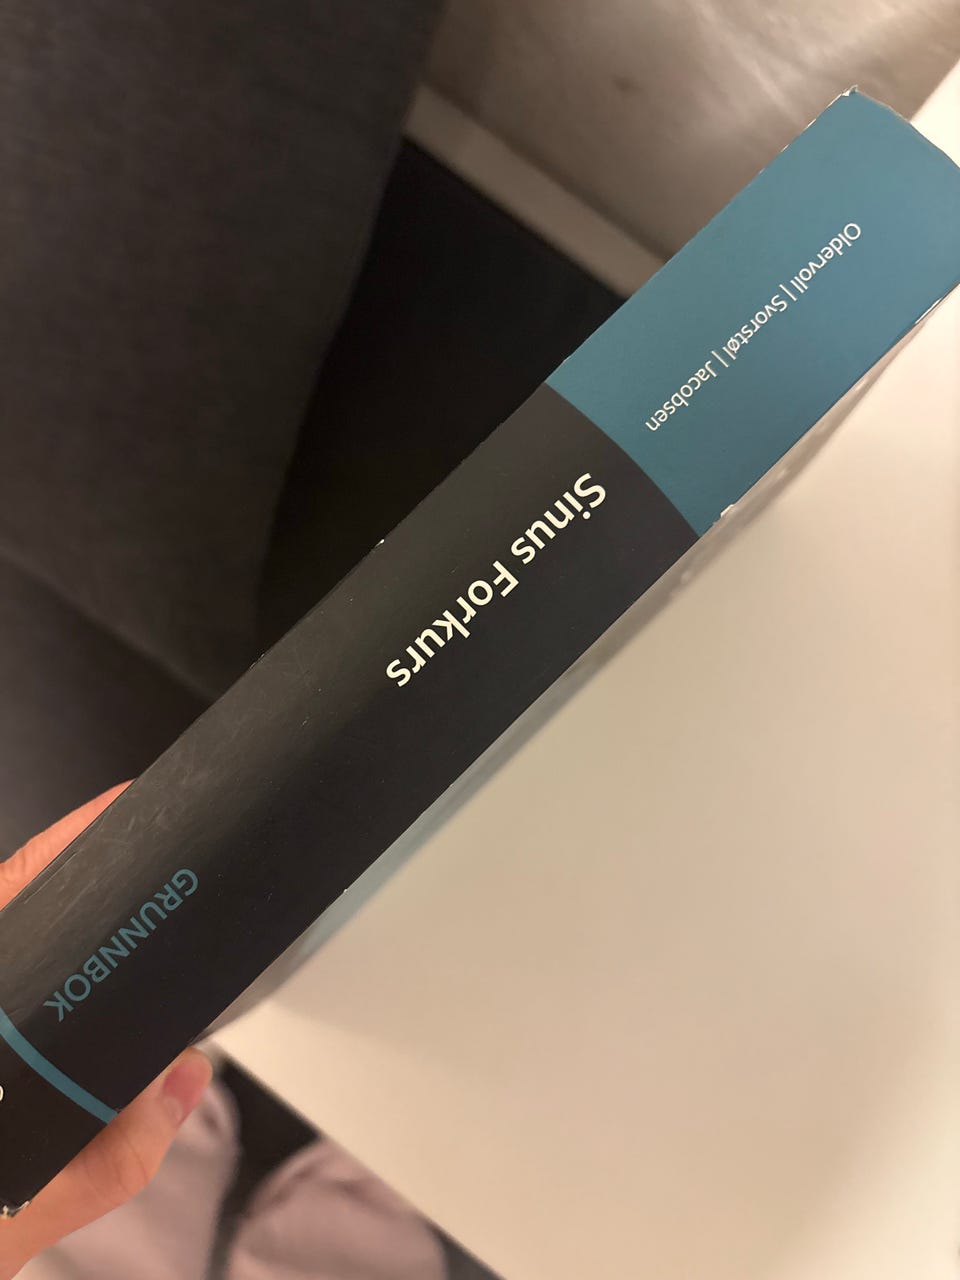 Oldervoll | Svorstøl | Jacobsen
Sinus Forkurs
GRUNNBOK